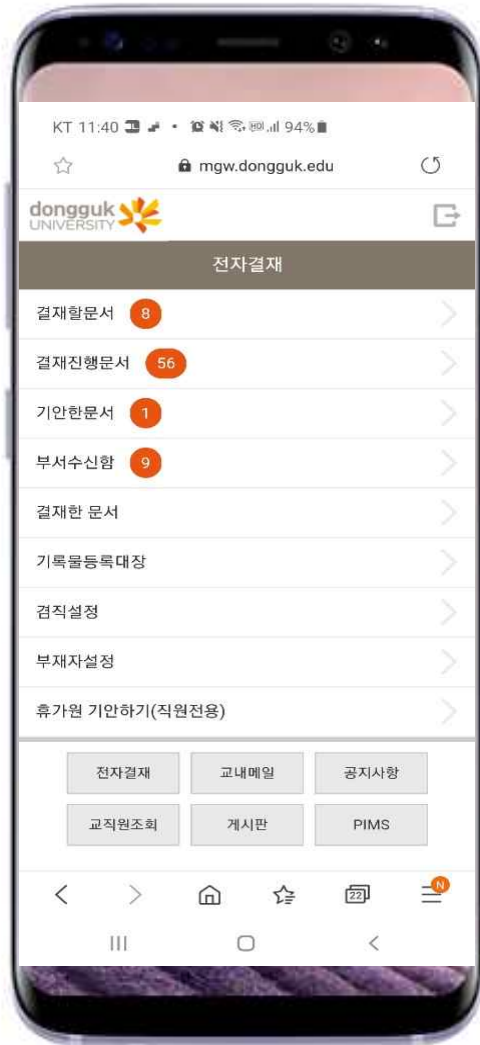 KT 11:40 94%
mgw.dongguk.edu
dongguk
UNIVERSITY
전자결재
결재할문서 8
결재진행문서 56
기안한문서 1
부서수신함 9
결재한 문서
기록물등록대장
겸직설정
부재자설정
휴가원 기안하기(직원전용)
전자결재 교내메일 공지사항
교직원조회 게시판 PIMS
22 N